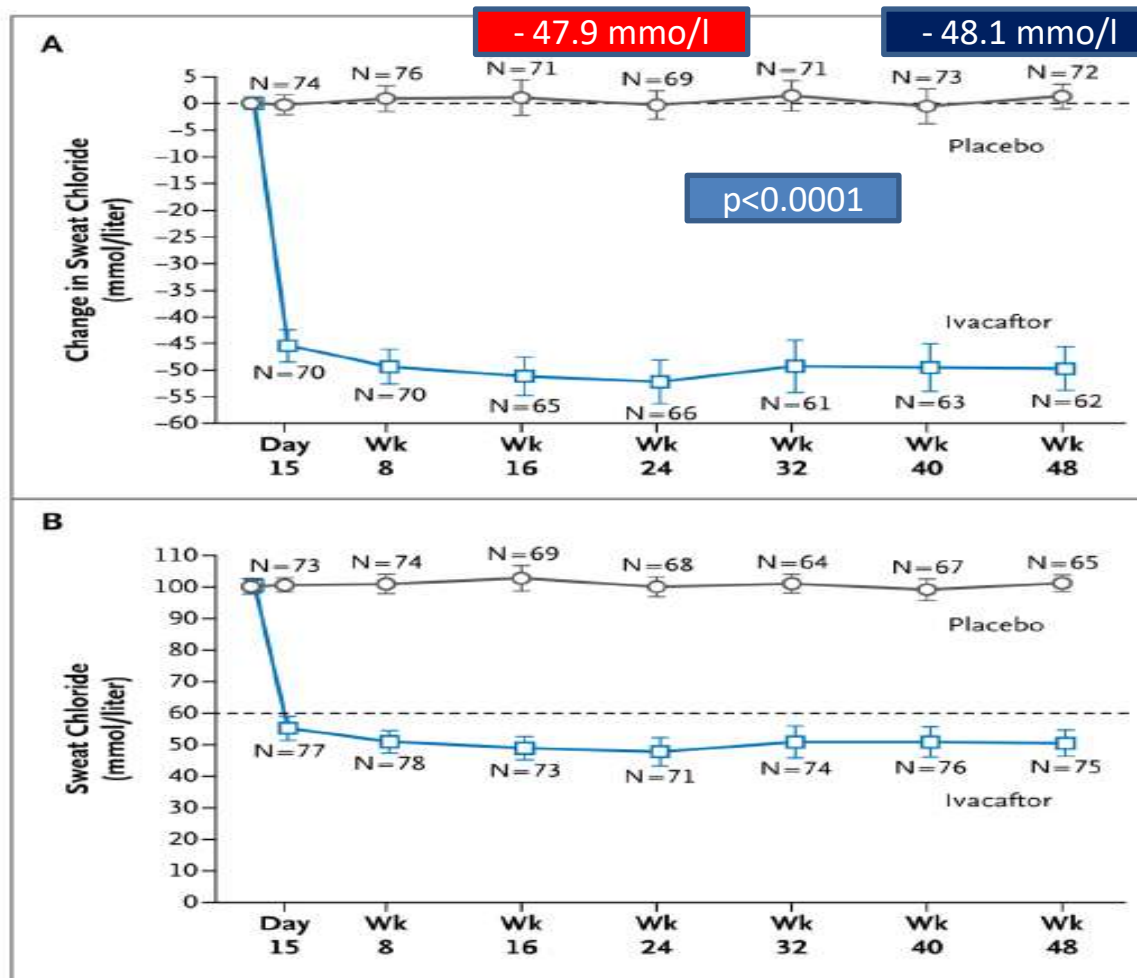 - 47.9 mmo/l
- 48.1 mmo/l
A
Change in Sweat Chloride
(mmol/liter)
5
0
−5
−10
−15
−20
−25
−30
−35
−40
−45
−50
−55
−60
N=74
N=76
N=71
N=69
N=71
N=73
N=72
Placebo
p<0.0001
Ivacaftor
N=70
N=70
N=65
N=66
N=61
N=63
N=62
Day Wk Wk Wk Wk Wk Wk
15 8 16 24 32 40 48
B
Sweat Chloride
(mmol/liter)
110
100
90
80
70
60
50
40
30
20
10
0
N=73
N=74
N=69
N=68
N=64
N=67
N=65
Placebo
N=77
N=78
N=73
N=71
N=74
N=76
N=75
Ivacaftor
Day Wk Wk Wk Wk Wk Wk
15 8 16 24 32 40 48